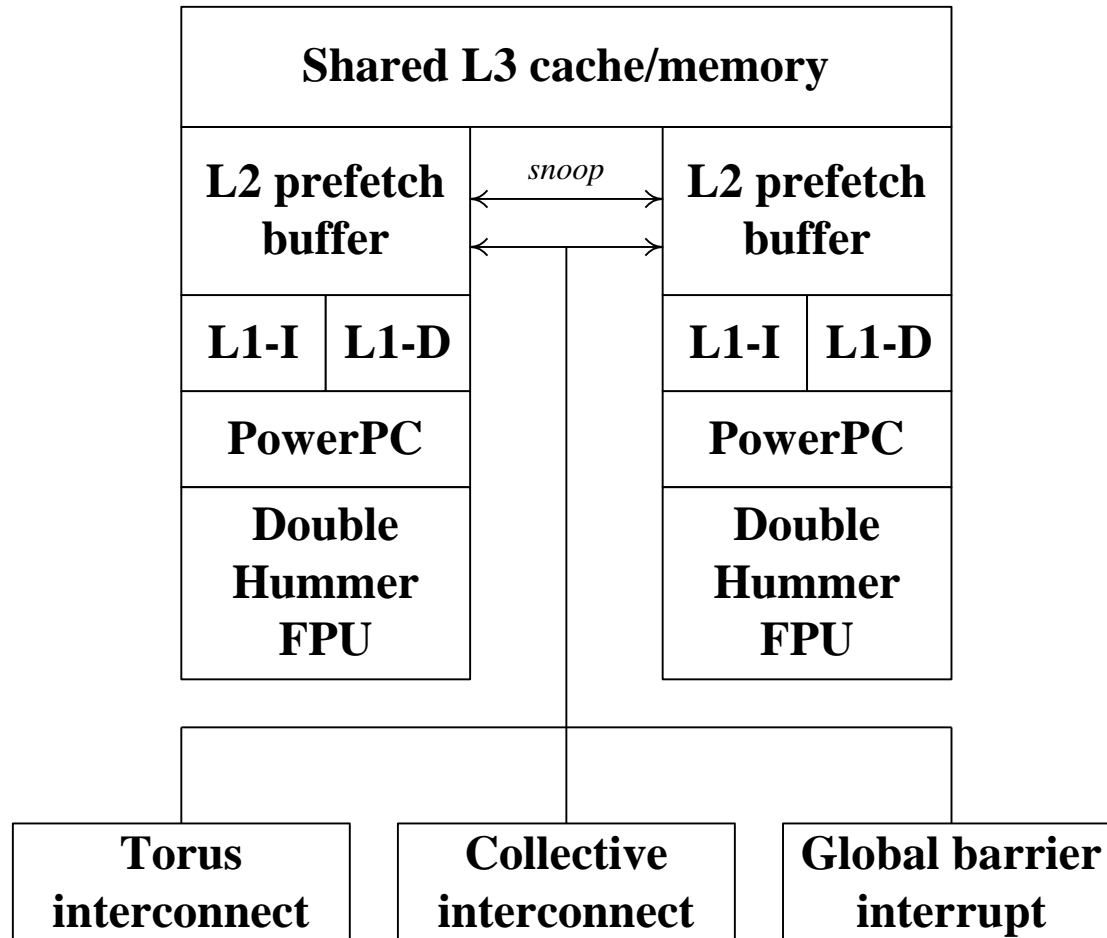 Shared L3 cache/memory
L2 prefetch
buffer
snoop
L2 prefetch
buffer
L1-I
L1-D
L1-I
L1-D
PowerPC
PowerPC
Double
Hummer
FPU
Double
Hummer
FPU
Torus
interconnect
Collective
interconnect
Global barrier
interrupt